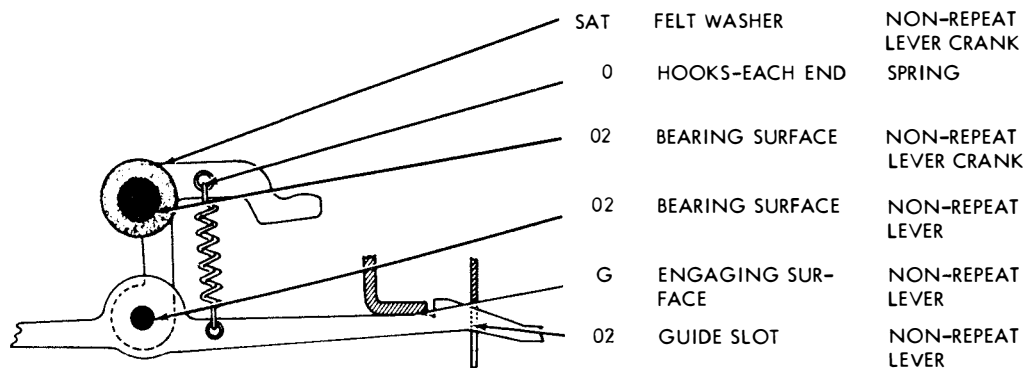 SAT FELT WASHER NON-REPEAT
LEVER CRANK
0 HOOKS-EACH END SPRING
02 BEARING SURFACE NON-REPEAT
LEVER CRANK
02 BEARING SURFACE NON-REPEAT
LEVER
G ENGAGING SUR- NON-REPEAT
FACE LEVER
02 GUIDE SLOT NON-REPEAT
LEVER